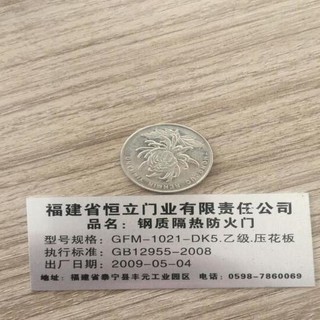 福建省恒立门业有限责任公司
品名：钢质隔热防火门
型号规格：GFM-1021-DK5.乙级.压花板
执行标准：GB12955-2008
出厂日期：2009-05-04
地址：福建省泰宁县丰元工业园区 电话：0598-7860069